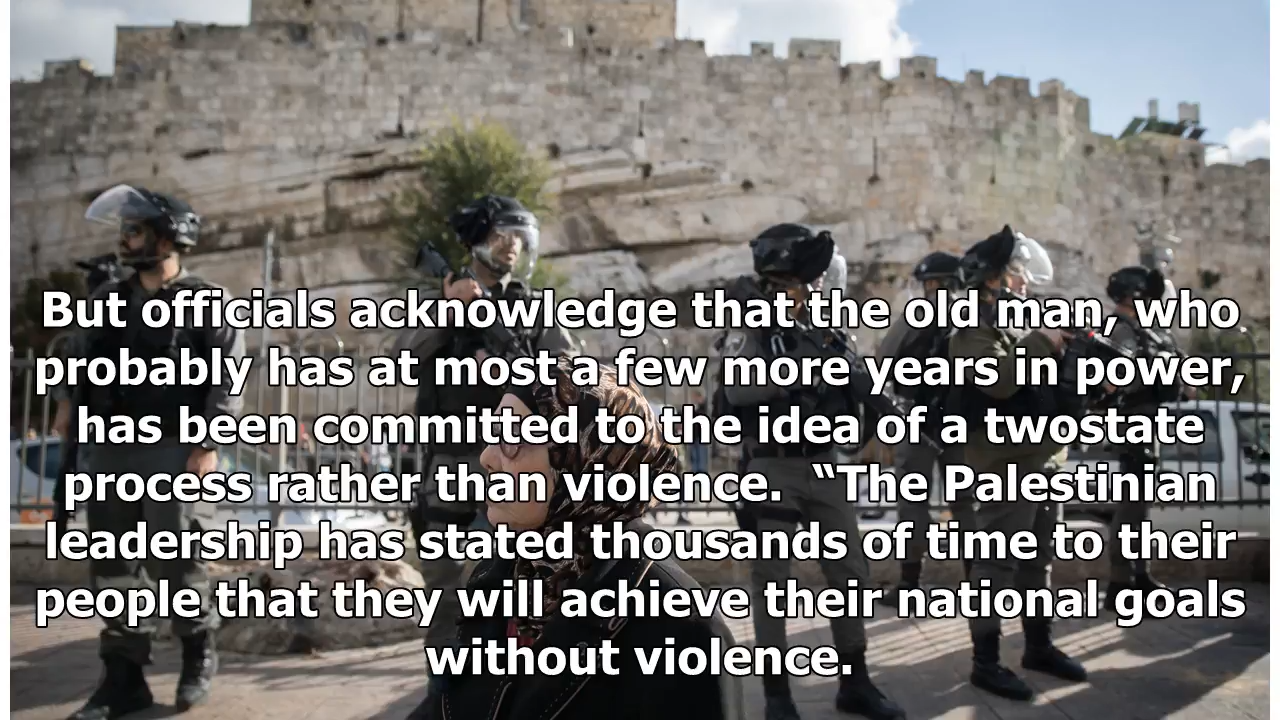 But officials acknowledge that the old man, who
probably has at most a few more years in power,
has been committed to the idea of a twostate
process rather than violence.  “The Palestinian
leadership has stated thousands of time to their
people that they will achieve their national goals
without violence.